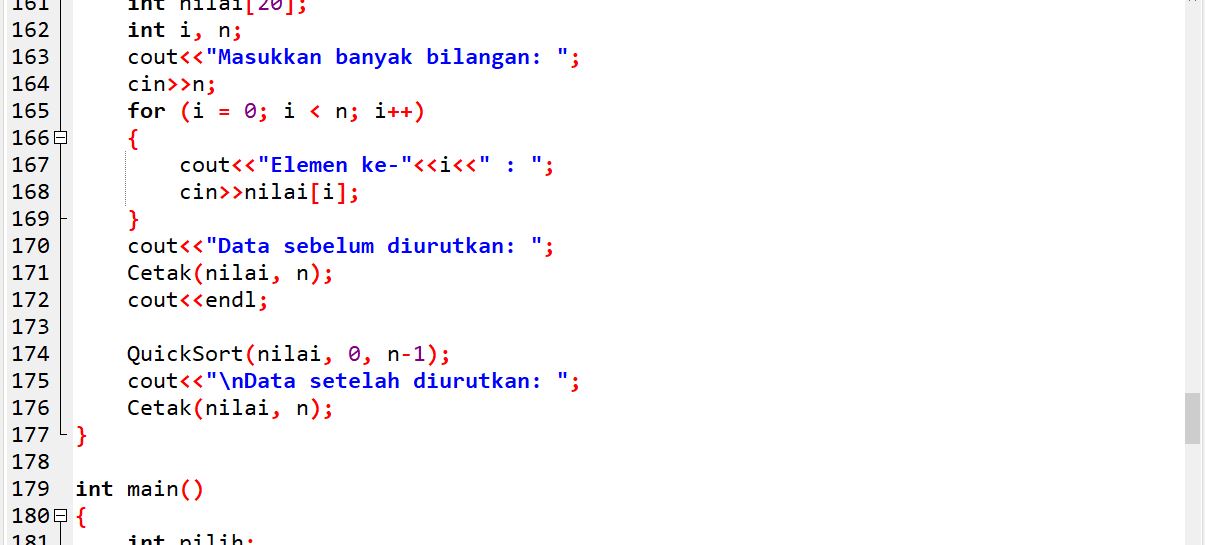 161 int nilai[20];
162 int i, n;
163 cout<<"Masukkan banyak bilangan: ";
164 cin>>n;
165 for (i = 0; i < n; i++)
166 {
167 cout<<"Elemen ke-"<<i<<" : ";
168 cin>>nilai[i];
169 }
170 cout<<"Data sebelum diurutkan: ";
171 Cetak(nilai, n);
172 cout<<endl;
173
174 QuickSort(nilai, 0, n-1);
175 cout<<"\nData setelah diurutkan: ";
176 Cetak(nilai, n);
177 }
178
179 int main()
180 {
181 int pilih;